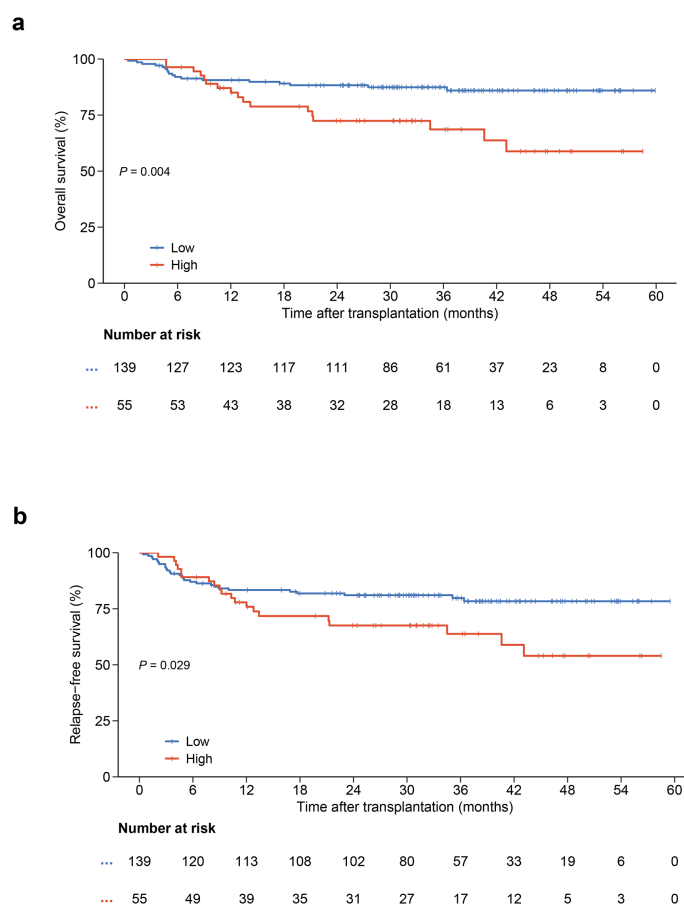 a
100
75
50
25
0
Overall survival (%)
P = 0.004
Low
High
0 6 12 18 24 30 36 42 48 54 60
Time after transplantation (months)
Number at risk
... 139 127 123 117 111 86 61 37 23 8 0
... 55 53 43 38 32 28 18 13 6 3 0
b
100
75
50
25
0
Relapse−free survival (%)
P = 0.029
Low
High
0 6 12 18 24 30 36 42 48 54 60
Time after transplantation (months)
Number at risk
... 139 120 113 108 102 80 57 33 19 6 0
... 55 49 39 35 31 27 17 12 5 3 0